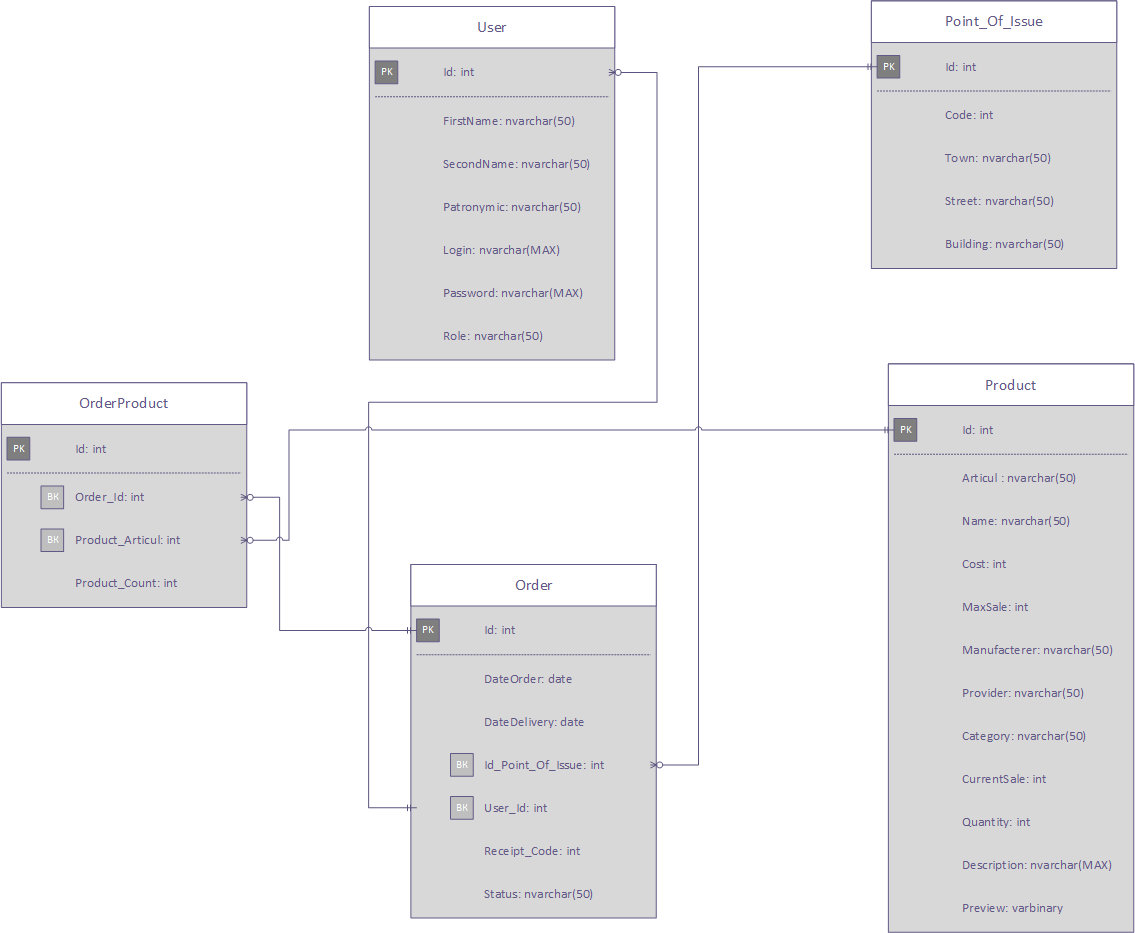 User
PK
Id: int
FirstName: nvarchar(50)
SecondName: nvarchar(50)
Patronymic: nvarchar(50)
Login: nvarchar(MAX)
Password: nvarchar(MAX)
Role: nvarchar(50)
Point_Of_Issue
PK
Id: int
Code: int
Town: nvarchar(50)
Street: nvarchar(50)
Building: nvarchar(50)
OrderProduct
PK
Id: int
ВК
Order_Id: int
ВК
Product_Articul: int
Product_Count: int
Order
PK
Id: int
DateOrder: date
DateDelivery: date
ВК
Id_Point_Of_Issue: int
ВК
User_Id: int
Receipt_Code: int
Status: nvarchar(50)
Product
PK
Id: int
Articul : nvarchar(50)
Name: nvarchar(50)
Cost: int
MaxSale: int
Manufacterer: nvarchar(50)
Provider: nvarchar(50)
Category: nvarchar(50)
CurrentSale: int
Quantity: int
Description: nvarchar(MAX)
Preview: varbinary